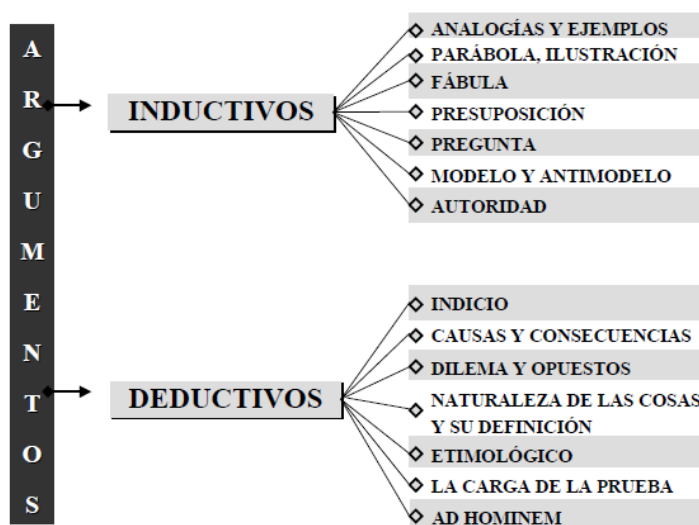 ARGUMENTOS
INDUCTIVOS
ANALOGÍAS Y EJEMPLOS
PARÁBOLA, ILUSTRACIÓN
FÁBULA
PRESUPOSICIÓN
PREGUNTA
MODELO Y ANTIMODELO
AUTORIDAD
DEDUCTIVOS
INDICIO
CAUSAS Y CONSECUENCIAS
DILEMA Y OPUESTOS
NATURALEZA DE LAS COSAS
Y SU DEFINICIÓN
ETIMOLÓGICO
LA CARGA DE LA PRUEBA
AD HOMINEM